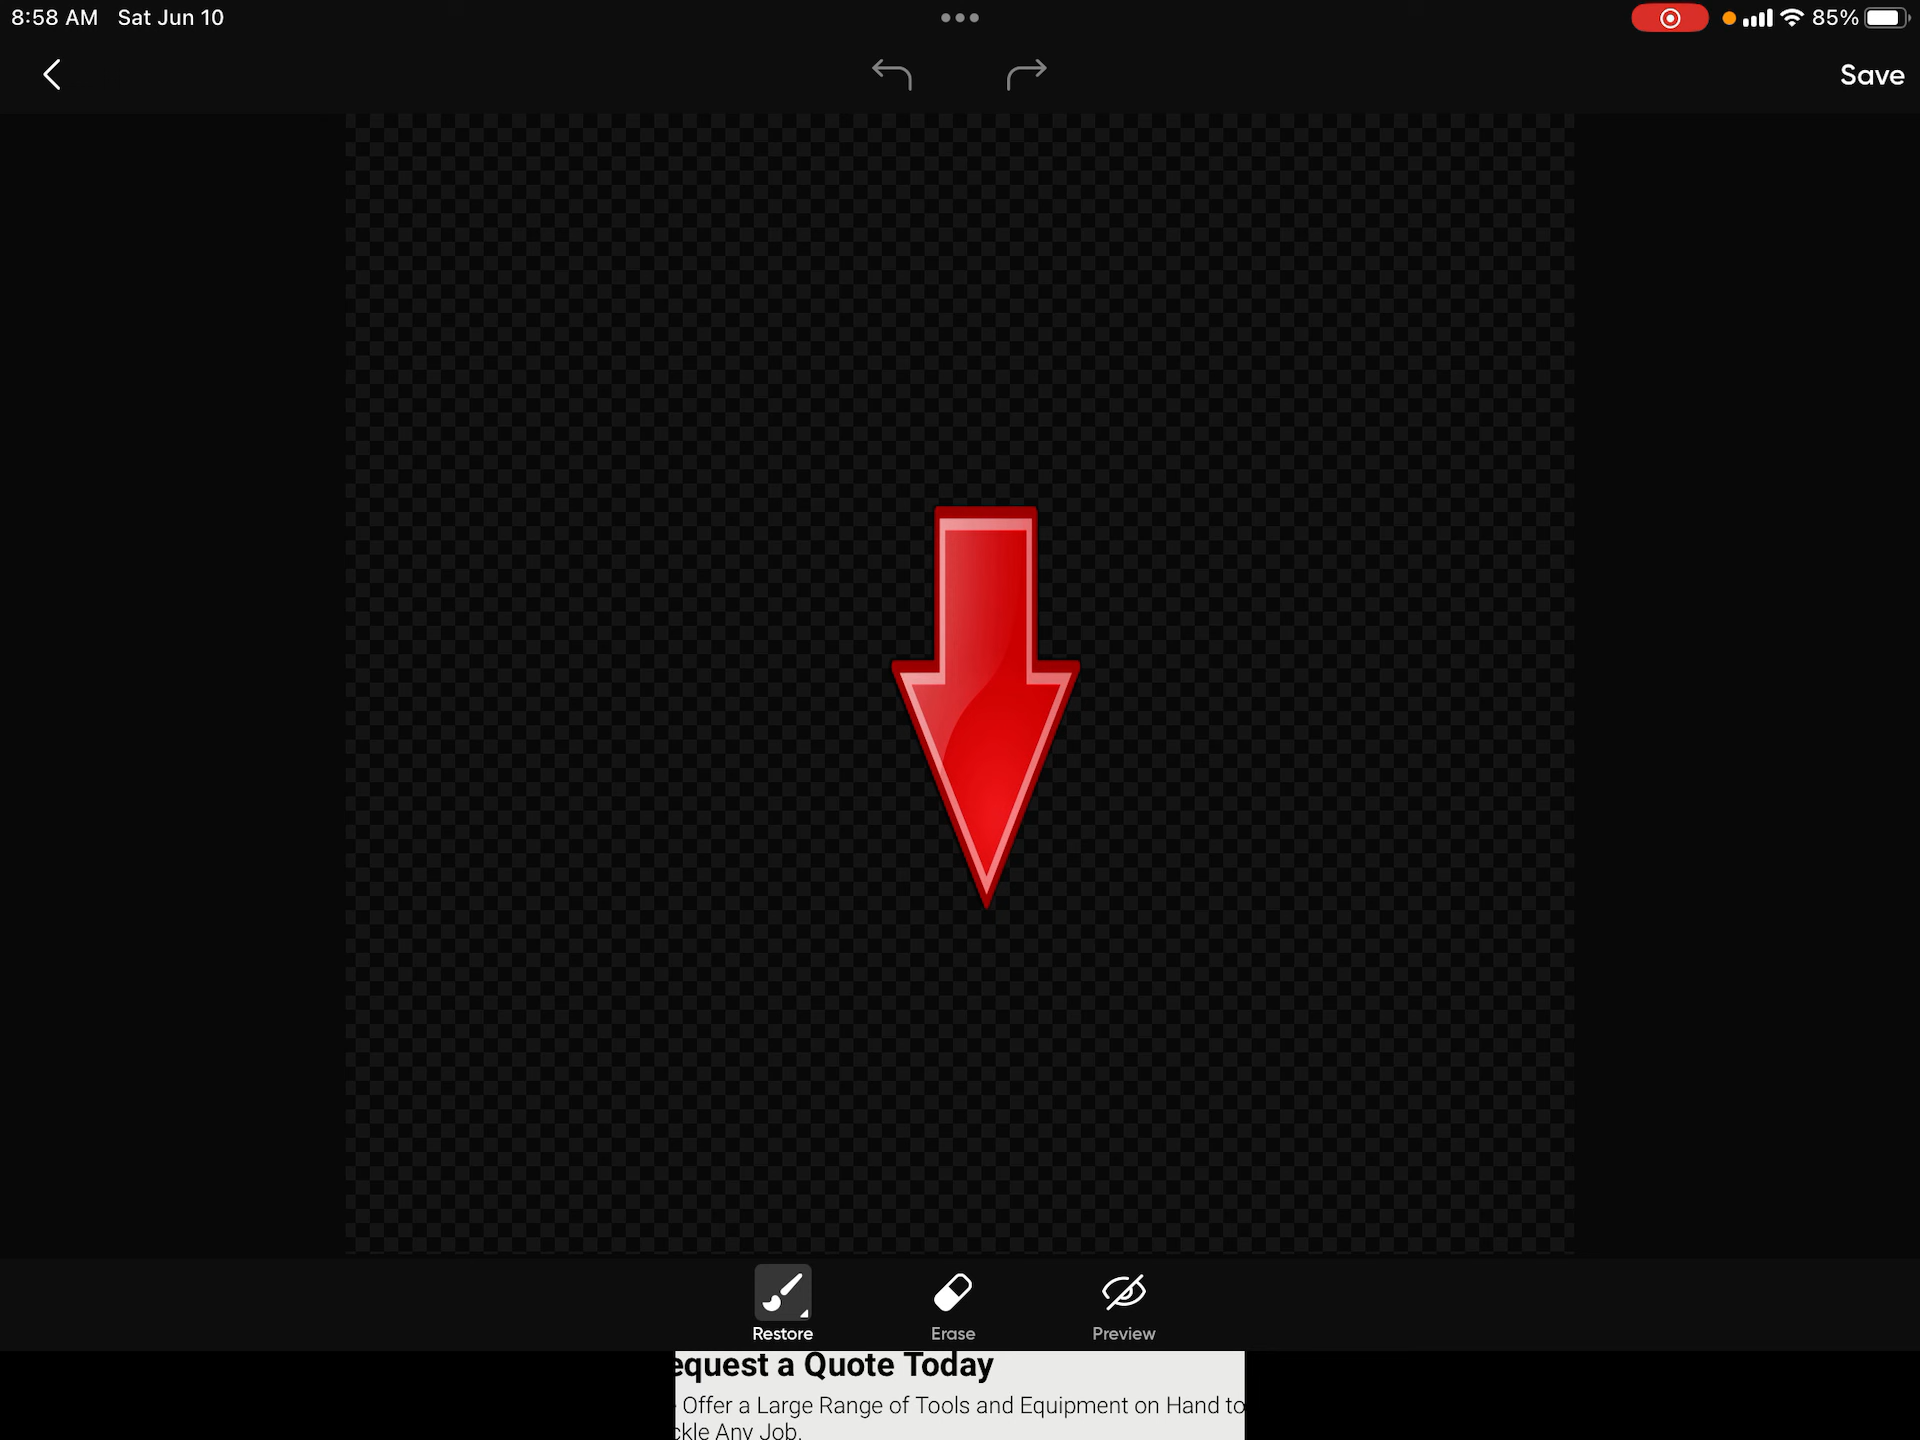 8:58 AM Sat Jun 10
85%
Save
Restore
Erase
Preview
equest a Quote Today
Offer a Large Range of Tools and Equipment on Hand to
ckle Any Job.